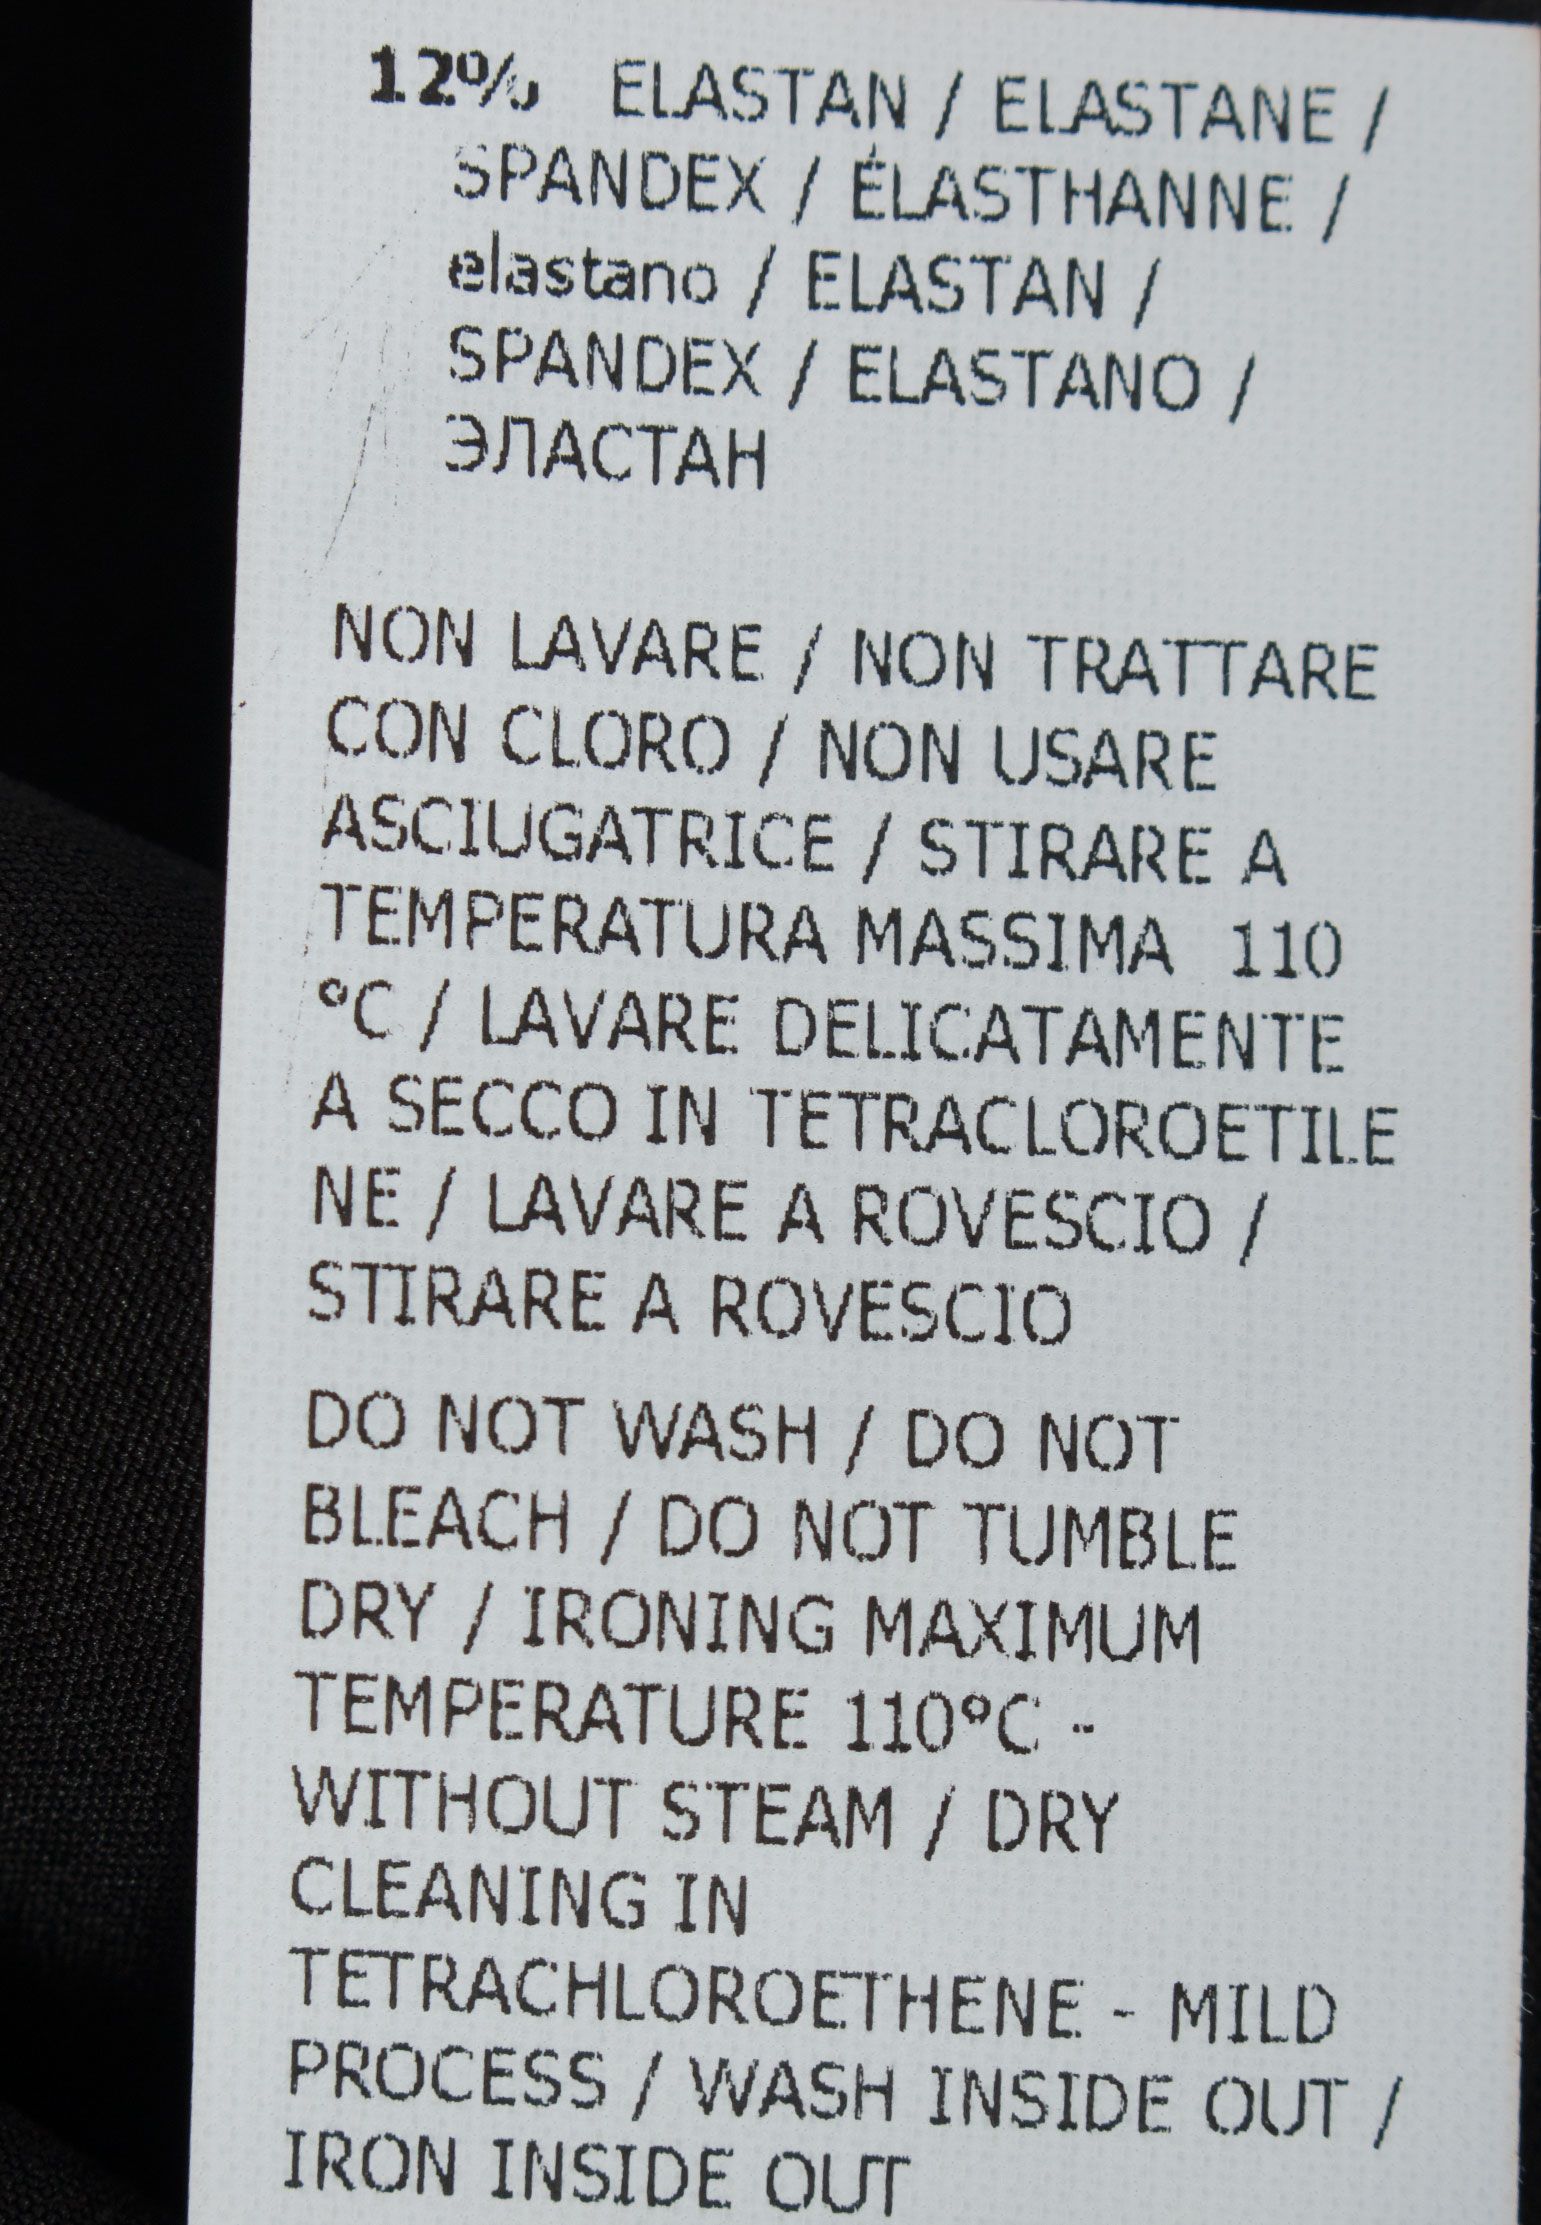 12% ELASTAN / ELASTANE /
SPANDEX / ÉLASTHANNE /
elastano / ELASTAN /
SPANDEX / ELASTANO /
ЭЛАСТАН
NON LAVARE / NON TRATTARE
CON CLORO / NON USARE
ASCIUGATRICE / STIRARE A
TEMPERATURA MASSIMA 110
°C / LAVARE DELICATAMENTE
A SECCO IN TETRACLOROETILE
NE / LAVARE A ROVESCIO /
STIRARE A ROVESCIO
DO NOT WASH / DO NOT
BLEACH / DO NOT TUMBLE
DRY / IRONING MAXIMUM
TEMPERATURE 110°C -
WITHOUT STEAM / DRY
CLEANING IN
TETRACHLOROETHENE - MILD
PROCESS / WASH INSIDE OUT /
IRON INSIDE OUT